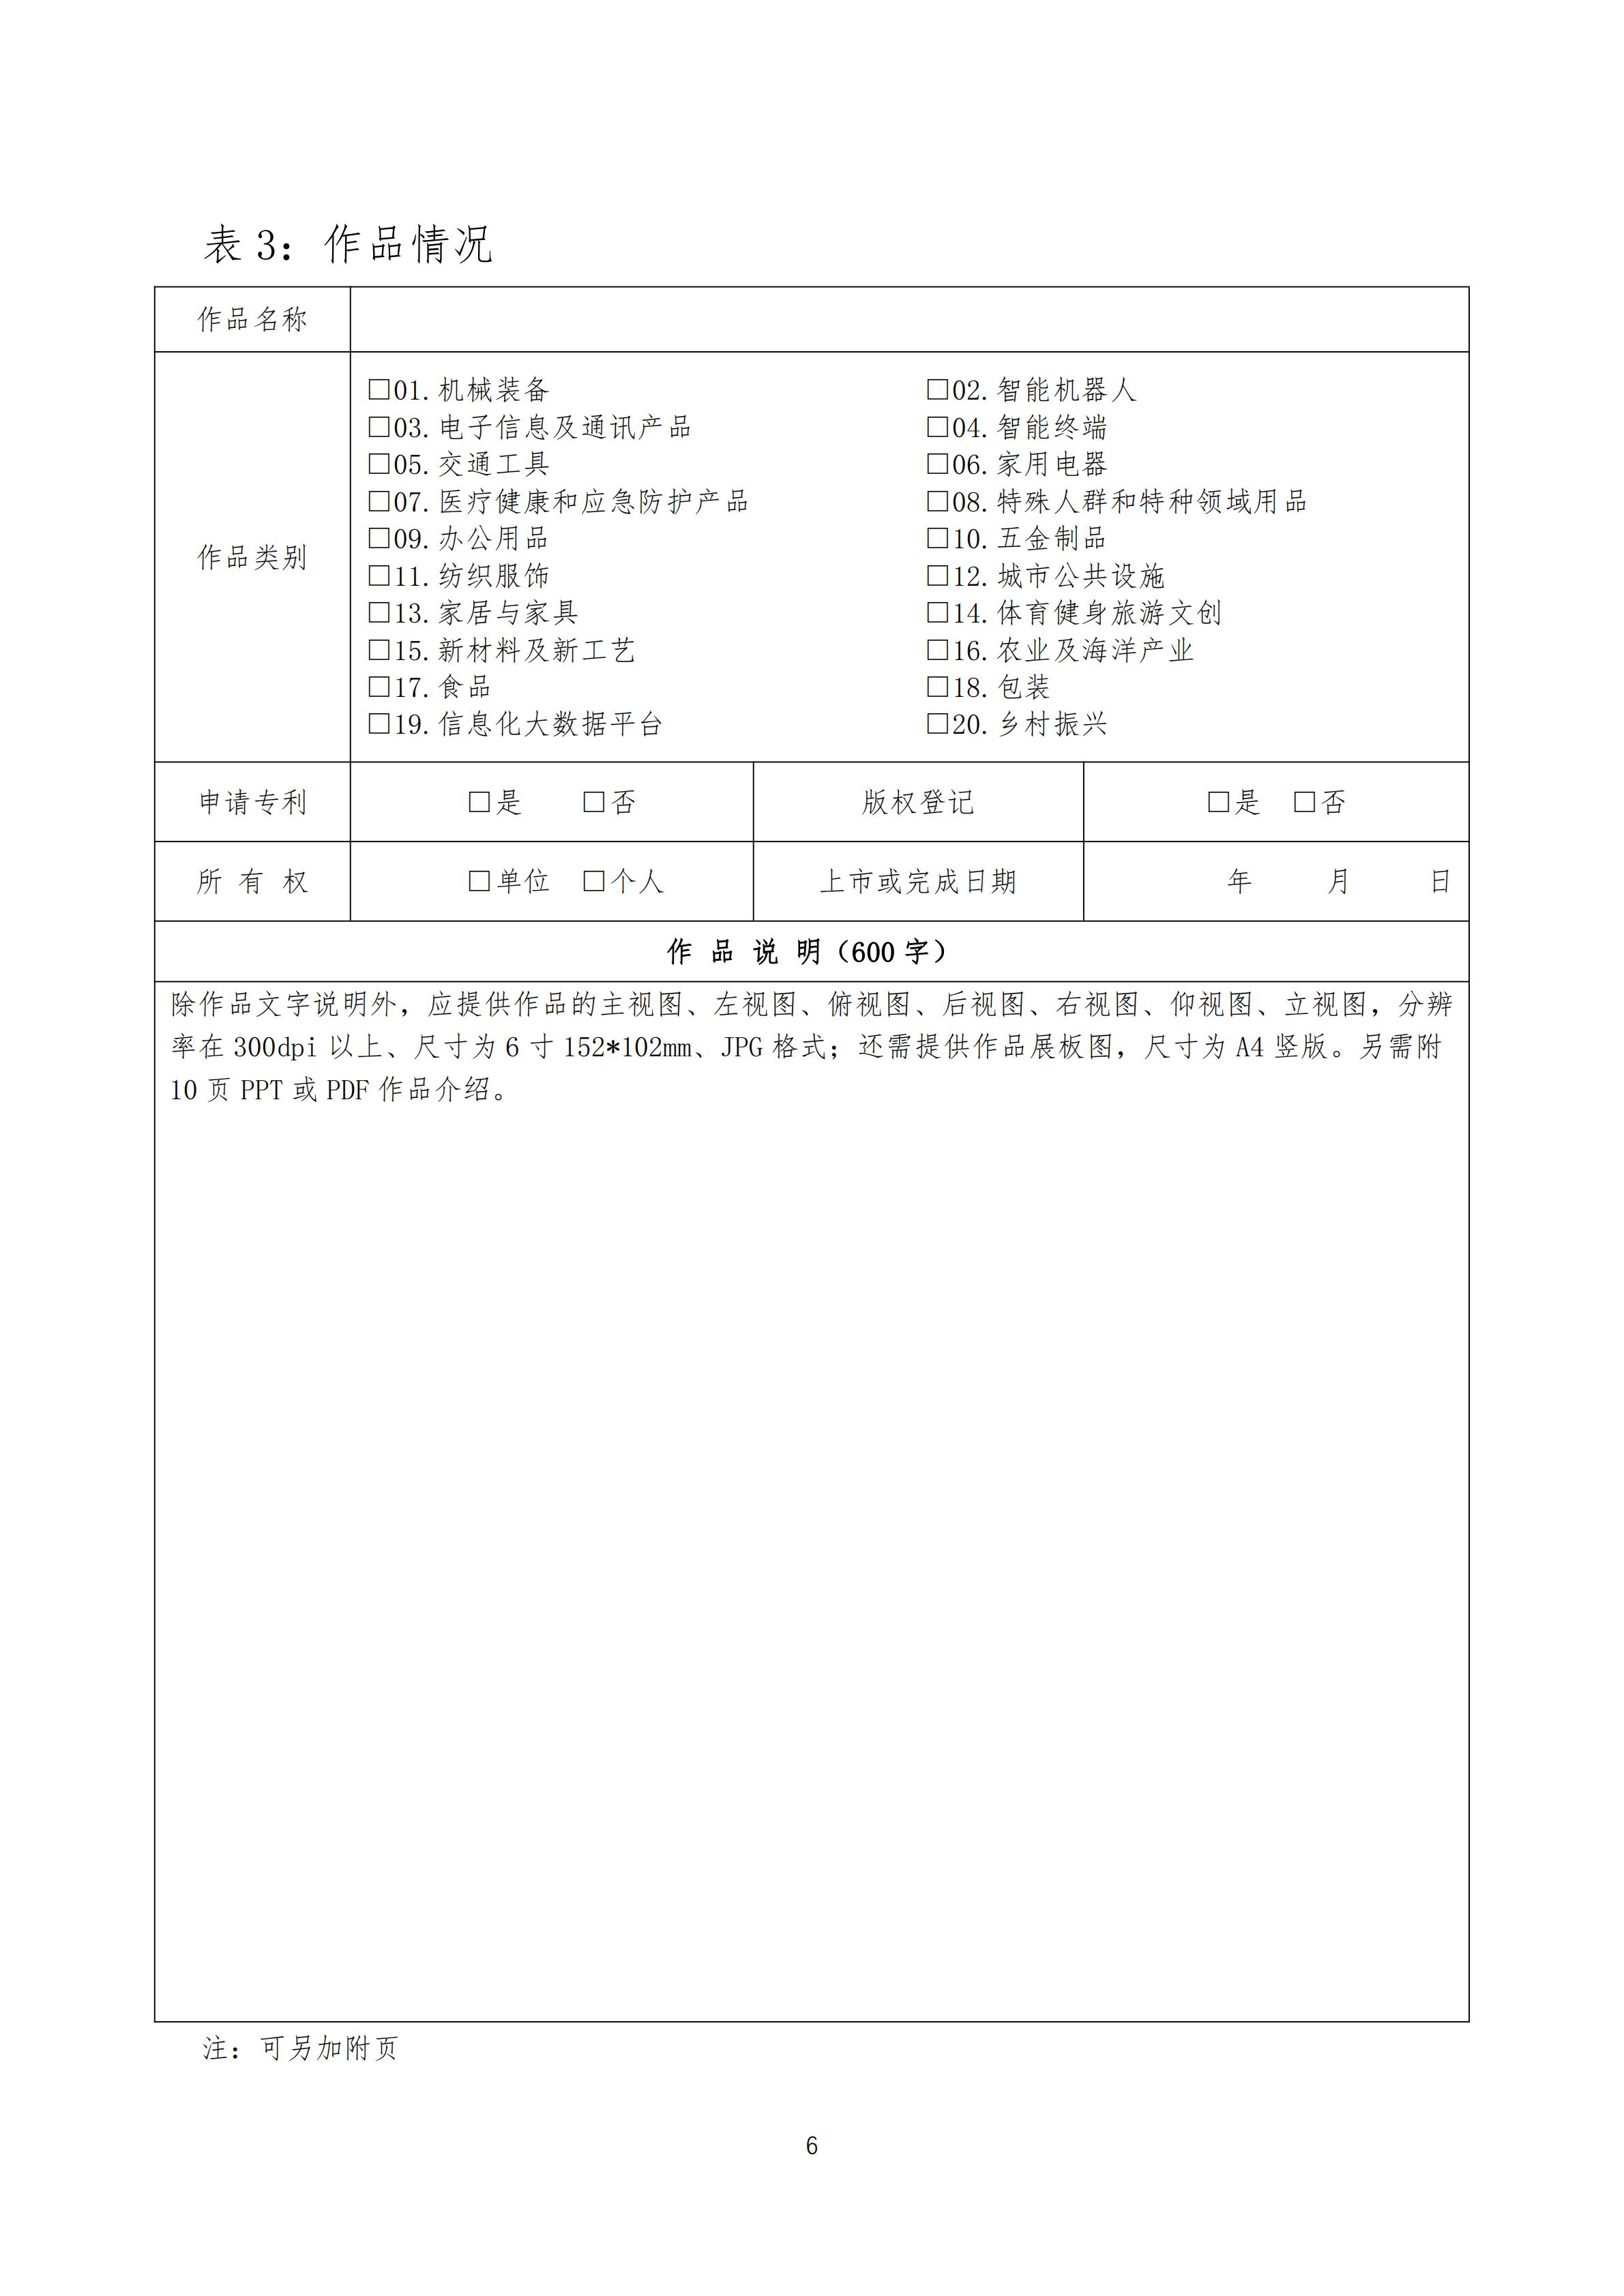 表 3：作品情况
作品名称
作品类别
□01.机械装备 □02.智能机器人
□03.电子信息及通讯产品 □04.智能终端
□05.交通工具 □06.家用电器
□07.医疗健康和应急防护产品 □08.特殊人群和特种领域用品
□09.办公用品 □10.五金制品
□11.纺织服饰 □12.城市公共设施
□13.家居与家具 □14.体育健身旅游文创
□15.新材料及新工艺 □16.农业及海洋产业
□17.食品 □18.包装
□19.信息化大数据平台 □20.乡村振兴
申请专利 □是 □否 版权登记 □是 □否
所 有 权 □单位 □个人 上市或完成日期 年 月 日
作 品 说 明（600 字）
除作品文字说明外，应提供作品的主视图、左视图、俯视图、后视图、右视图、仰视图、立视图，分辨
率在 300dpi 以上、尺寸为 6 寸 152*102mm、JPG 格式；还需提供作品展板图，尺寸为 A4 竖版。另需附
10 页 PPT 或 PDF 作品介绍。
注：可另加附页
6